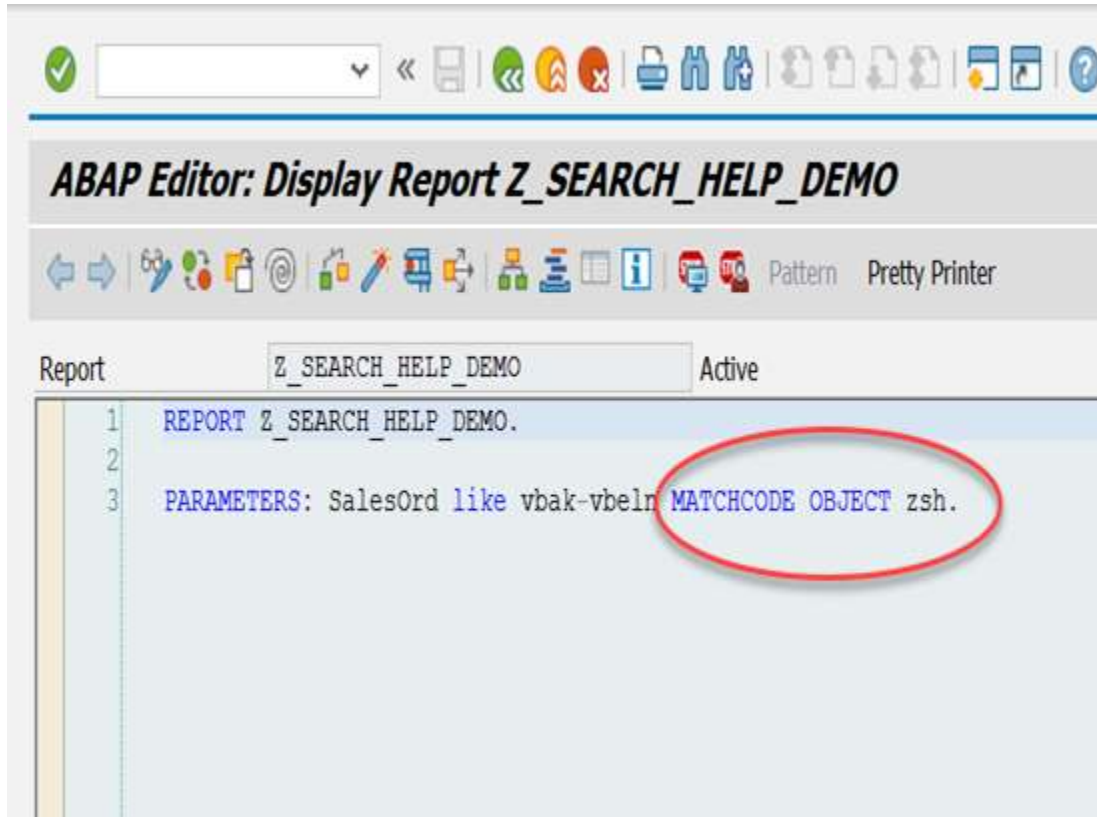 ABAP Editor: Display Report Z_SEARCH_HELP_DEMO
Pattern Pretty Printer
Report Z_SEARCH_HELP_DEMO Active
1 REPORT Z_SEARCH_HELP_DEMO.
2
3 PARAMETERS: SalesOrd like vbak-vbeln MATCHCODE OBJECT zsh.